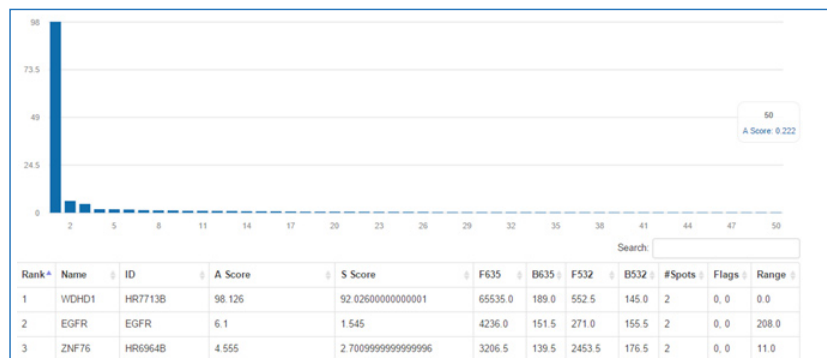 98
73.5
49
24.5
0
50
A Score: 0.222
2 5 8 11 14 17 20 23 26 29 32 35 38 41 44 47 50
Search:
Rank Name ID A Score S Score F635 B635 F532 B532 #Spots Flags Range
1 WDHD1 HR7713B 98.126 92.02600000000001 65535.0 189.0 552.5 145.0 2 0, 0 0.0
2 EGFR EGFR 6.1 1.545 4236.0 151.5 271.0 155.5 2 0, 0 208.0
3 ZNF76 HR6964B 4.555 2.7009999999999996 3206.5 139.5 2453.5 176.5 2 0, 0 11.0